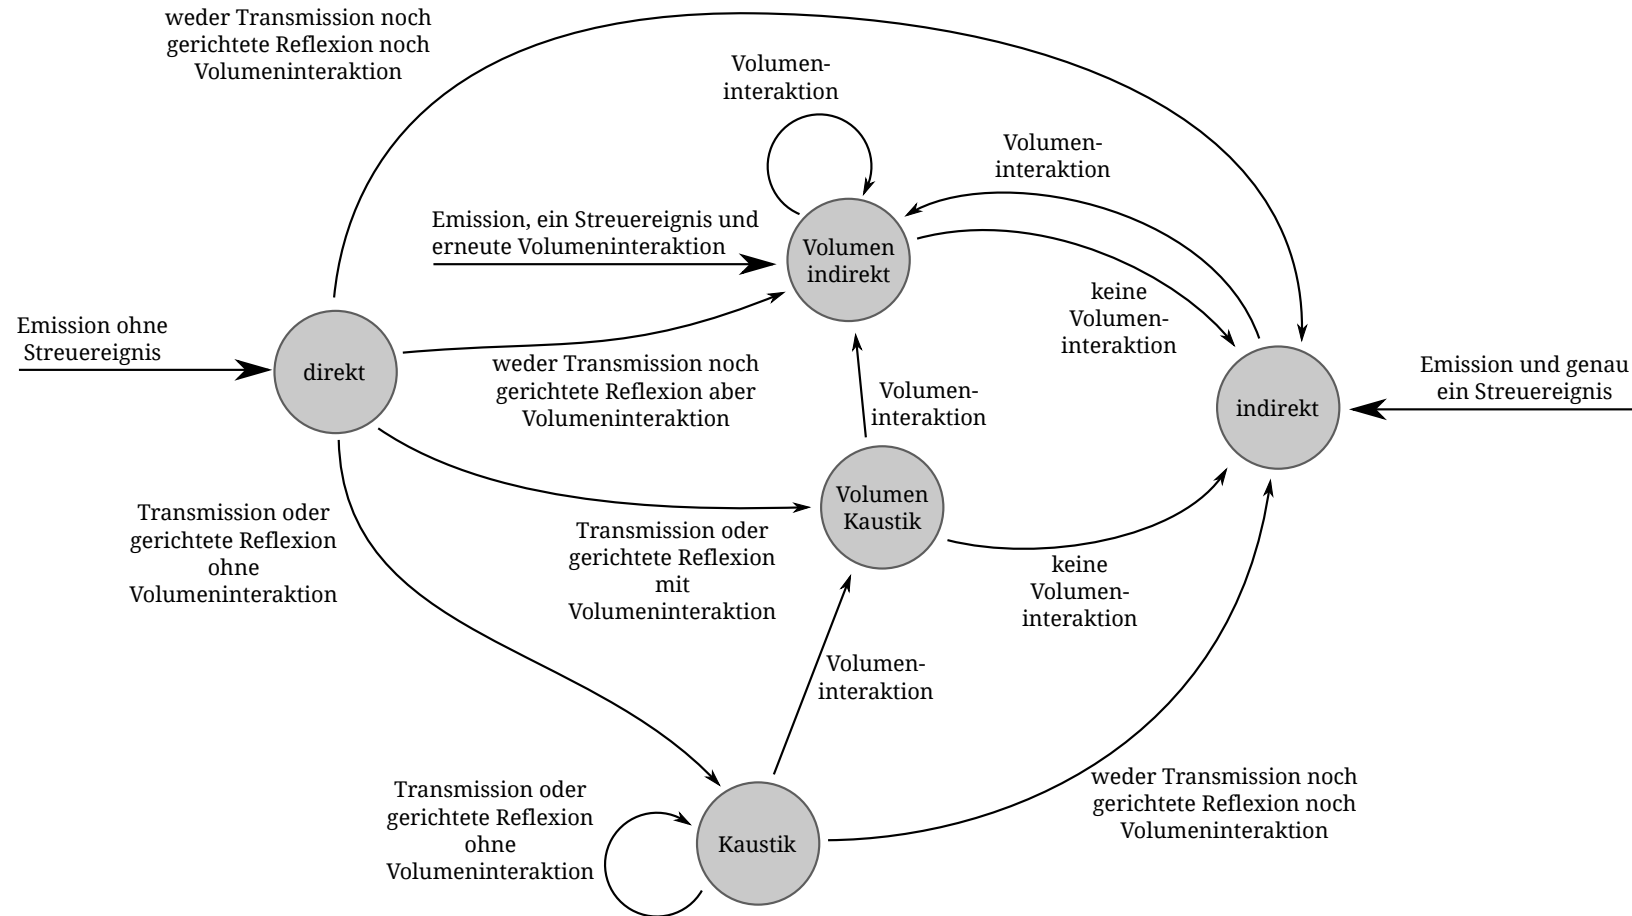 weder Transmission noch
gerichtete Reflexion noch
Volumeninteraktion
Volumen-
interaktion
Volumen-
interaktion
Emission, ein Streuereignis und
erneute Volumeninteraktion
Volumen
indirekt
keine
Volumen-
interaktion
Emission ohne
Streuereignis
direkt
weder Transmission noch
gerichtete Reflexion aber
Volumeninteraktion
Volumen-
interaktion
indirekt
Emission und genau
ein Streuereignis
Transmission oder
gerichtete Reflexion
ohne
Volumeninteraktion
Transmission oder
gerichtete Reflexion
mit
Volumeninteraktion
Volumen
Kaustik
keine
Volumen-
interaktion
Volumen-
interaktion
Transmission oder
gerichtete Reflexion
ohne
Volumeninteraktion
Kaustik
weder Transmission noch
gerichtete Reflexion noch
Volumeninteraktion